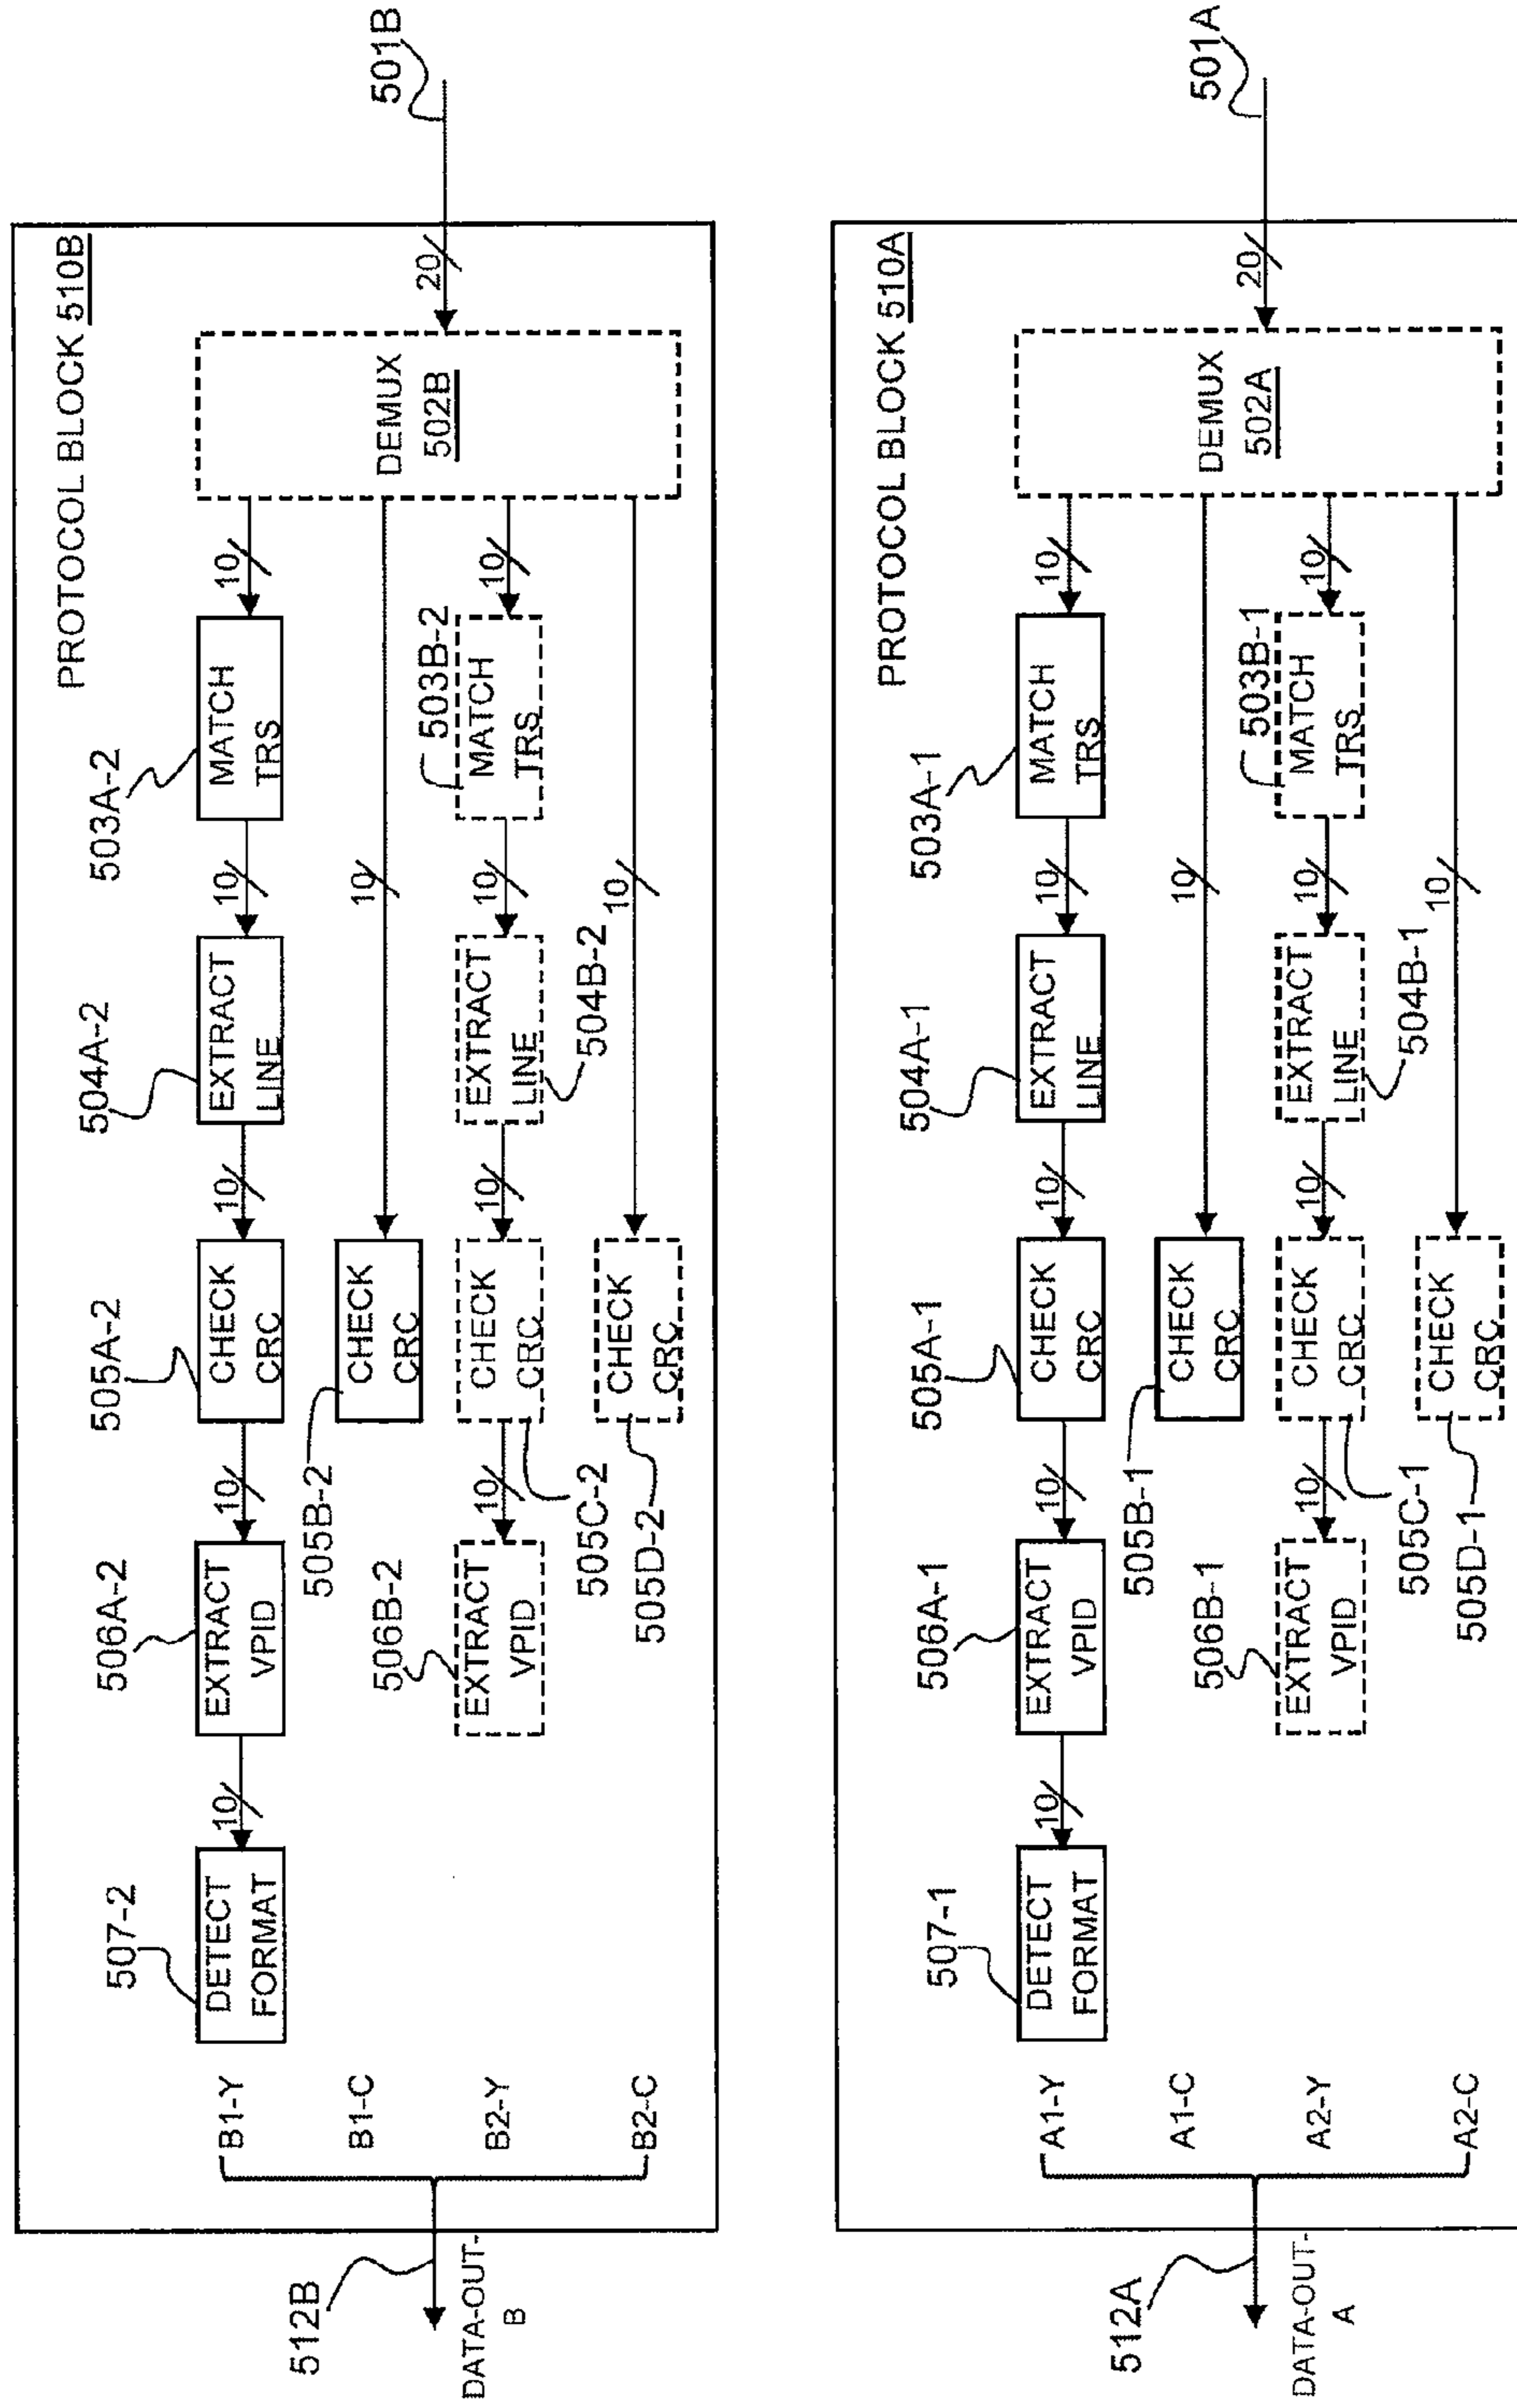 PROTOCOL BLOCK 510B
501B
20
DEMUX
502B
10
10
503A-2
MATCH
TRS
503B-2
MATCH
TRS
10
10
10
10
504A-2
EXTRACT
LINE
EXTRACT
LINE
504B-2
10
10
505A-2
CHECK
CRC
CHECK
CRC
505B-2
CHECK
CRC
505C-2
CHECK
CRC
505D-2
10
10
506A-2
EXTRACT
VPID
506B-2
EXTRACT
VPID
10
507-2
DETECT
FORMAT
B1-Y
B1-C
B2-Y
B2-C
512B
DATA-OUT-
B
PROTOCOL BLOCK 510A
501A
20
DEMUX
502A
10
10
503A-1
MATCH
TRS
503B-1
MATCH
TRS
10
10
10
10
504A-1
EXTRACT
LINE
EXTRACT
LINE
504B-1
10
10
505A-1
CHECK
CRC
CHECK
CRC
505B-1
CHECK
CRC
505C-1
CHECK
CRC
505D-1
10
10
506A-1
EXTRACT
VPID
506B-1
EXTRACT
VPID
10
507-1
DETECT
FORMAT
A1-Y
A1-C
A2-Y
A2-C
512A
DATA-OUT-
A